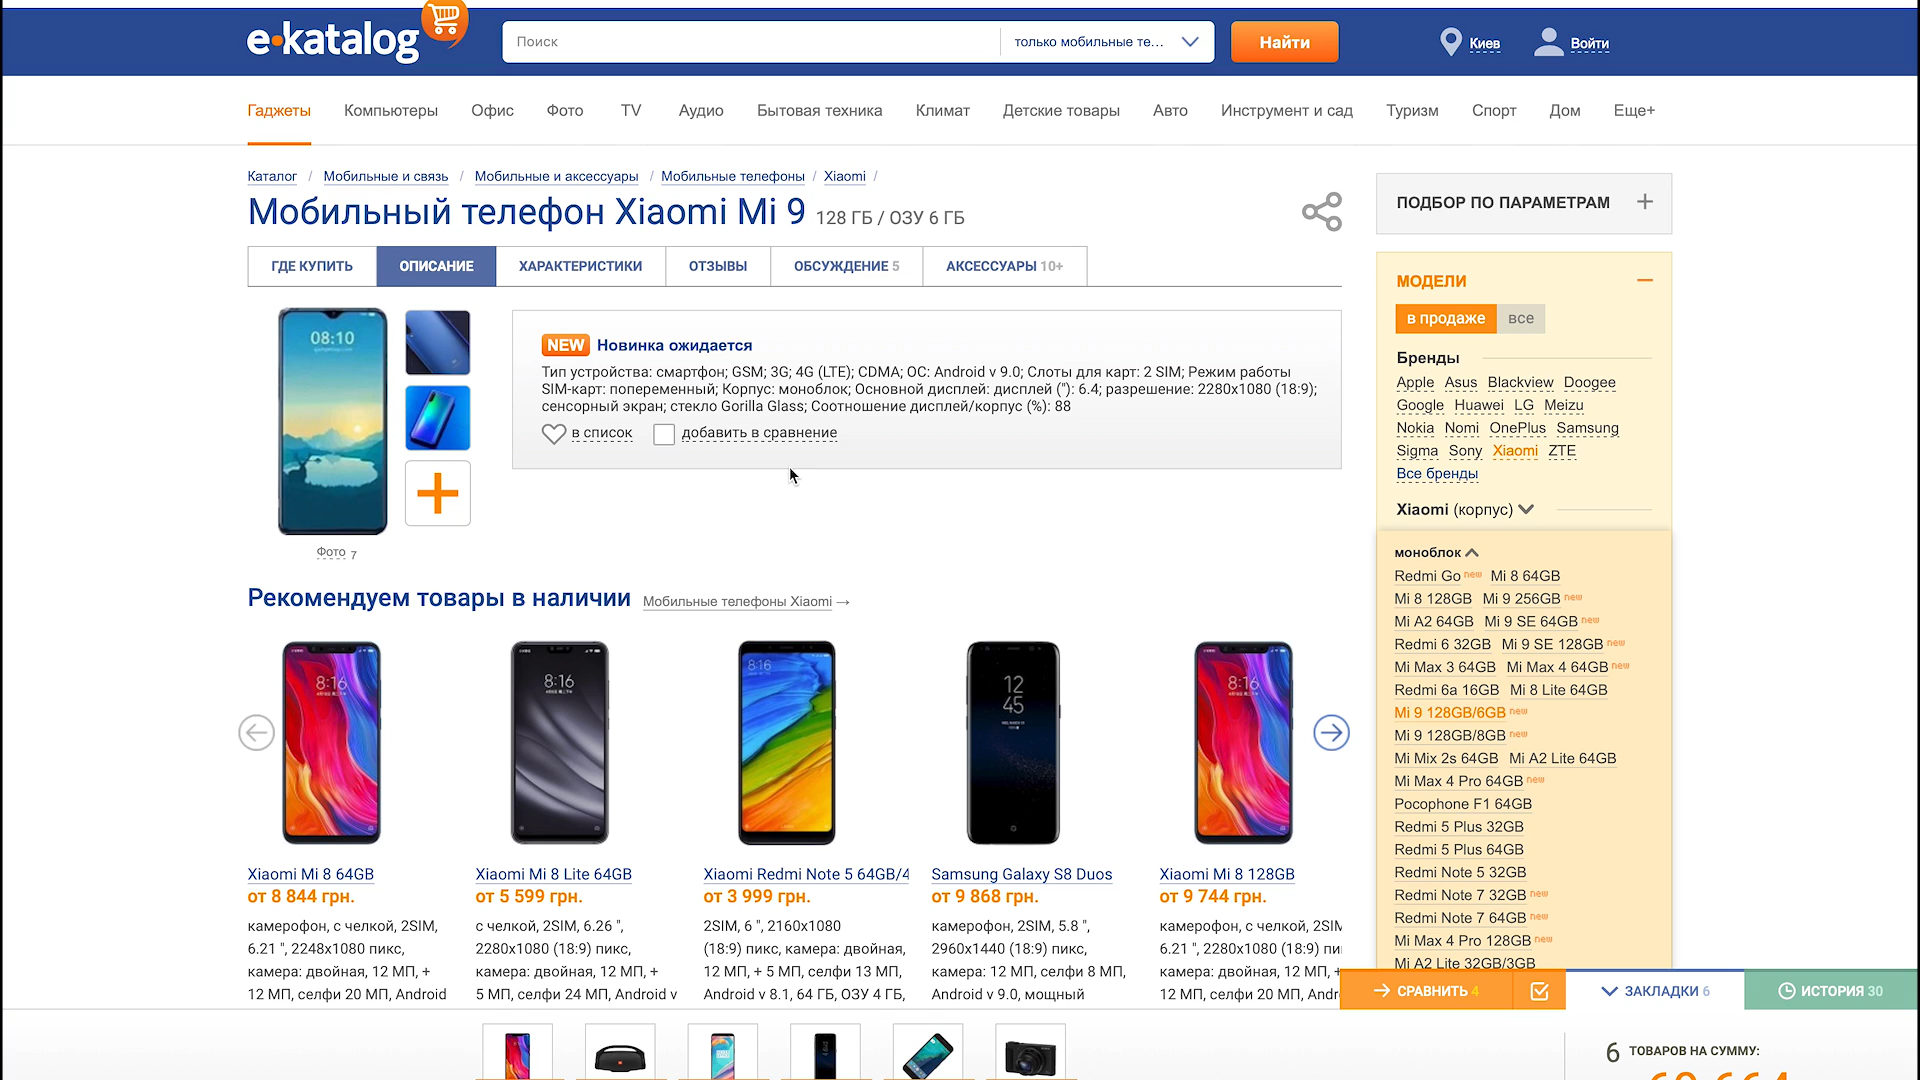 e•katalog
Поиск
только мобильные те...
Найти
Киев
Войти
Гаджеты Компьютеры Офис Фото TV Аудио Бытовая техника Климат Детские товары Авто Инструмент и сад Туризм Спорт Дом Еще+
Каталог / Мобильные и связь / Мобильные и аксессуары / Мобильные телефоны / Xiaomi /
Мобильный телефон Xiaomi Mi 9 128 ГБ / ОЗУ 6 ГБ
ГДЕ КУПИТЬ ОПИСАНИЕ ХАРАКТЕРИСТИКИ ОТЗЫВЫ ОБСУЖДЕНИЕ 5 АКСЕССУАРЫ 10+
08:10
Фото 7
NEW Новинка ожидается
Тип устройства: смартфон; GSM; 3G; 4G (LTE); CDMA; ОС: Android v 9.0; Слоты для карт: 2 SIM; Режим работы
SIM-карт: попеременный; Корпус: моноблок; Основной дисплей: дисплей ("): 6.4; разрешение: 2280x1080 (18:9);
сенсорный экран; стекло Gorilla Glass; Соотношение дисплей/корпус (%): 88
в список
добавить в сравнение
Рекомендуем товары в наличии Мобильные телефоны Xiaomi →
8:16
8:16
8:16
12
45
8:16
Xiaomi Mi 8 64GB
от 8 844 грн.
камерофон, с челкой, 2SIM,
6.21 ", 2248x1080 пикс,
камера: двойная, 12 МП, +
12 МП, селфи 20 МП, Android
Xiaomi Mi 8 Lite 64GB
от 5 599 грн.
с челкой, 2SIM, 6.26 ",
2280x1080 (18:9) пикс,
камера: двойная, 12 МП, +
5 МП, селфи 24 МП, Android v
Xiaomi Redmi Note 5 64GB/4
от 3 999 грн.
2SIM, 6 ", 2160x1080
(18:9) пикс, камера: двойная,
12 МП, + 5 МП, селфи 13 МП,
Android v 8.1, 64 ГБ, ОЗУ 4 ГБ,
Samsung Galaxy S8 Duos
от 9 868 грн.
камерофон, 2SIM, 5.8 ",
2960x1440 (18:9) пикс,
камера: 12 МП, селфи 8 МП,
Android v 9.0, мощный
Xiaomi Mi 8 128GB
от 9 744 грн.
камерофон, с челкой, 2SIM
6.21 ", 2280x1080 (18:9) пи
камера: двойная, 12 МП, +
12 МП, селфи 20 МП, Andr
ПОДБОР ПО ПАРАМЕТРАМ
МОДЕЛИ
в продаже все
Бренды
Apple Asus Blackview Doogee
Google Huawei LG Meizu
Nokia Nomi OnePlus Samsung
Sigma Sony Xiaomi ZTE
Все бренды
Xiaomi (корпус)
моноблок
Redmi Go new Mi 8 64GB
Mi 8 128GB Mi 9 256GB new
Mi A2 64GB Mi 9 SE 64GB new
Redmi 6 32GB Mi 9 SE 128GB new
Mi Max 3 64GB Mi Max 4 64GB new
Redmi 6a 16GB Mi 8 Lite 64GB
Mi 9 128GB/6GB new
Mi 9 128GB/8GB new
Mi Mix 2s 64GB Mi A2 Lite 64GB
Mi Max 4 Pro 64GB new
Pocophone F1 64GB
Redmi 5 Plus 32GB
Redmi 5 Plus 64GB
Redmi Note 5 32GB
Redmi Note 7 32GB new
Redmi Note 7 64GB new
Mi Max 4 Pro 128GB new
Mi A2 Lite 32GB/3GB
СРАВНИТЬ 4
ЗАКЛАДКИ 6
ИСТОРИЯ 30
6 ТОВАРОВ НА СУММУ: